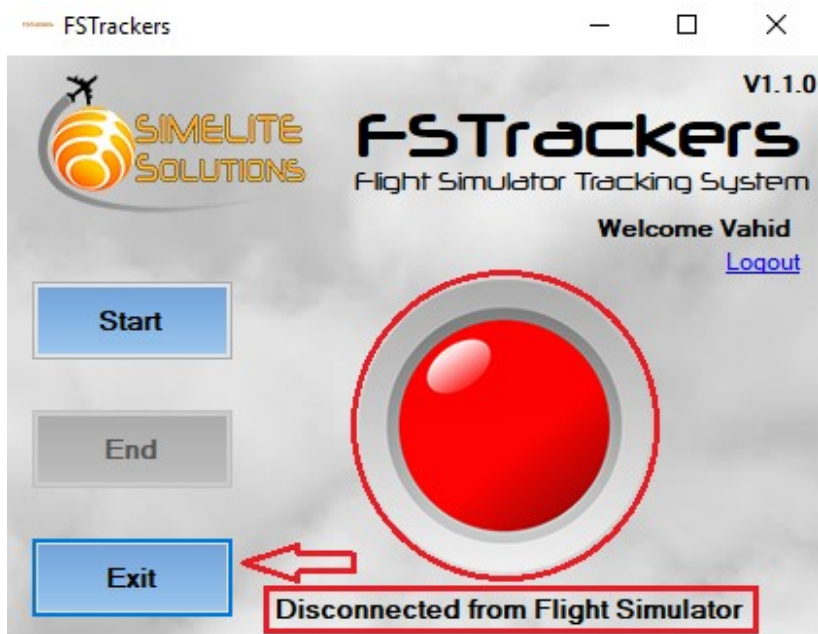 FSTrackers
V1.1.0
SIMELITE
SOLUTIONS
FSTrackers
Flight Simulator Tracking System
Welcome Vahid
Logout
Start
End
Exit
Disconnected from Flight Simulator